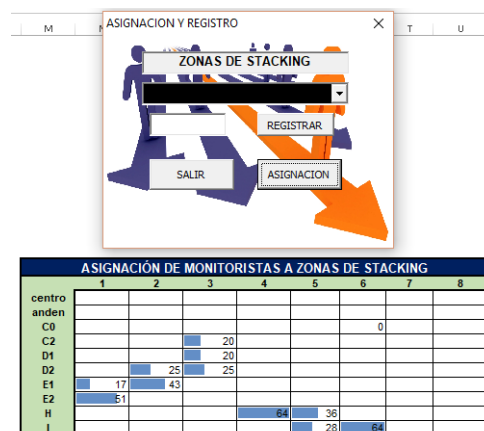 M
T
U
ASIGNACION Y REGISTRO
ZONAS DE STACKING
REGISTRAR
SALIR
ASIGNACION
ASIGNACIÓN DE MONITORISTAS A ZONAS DE STACKING
1 2 3 4 5 6 7 8
centro
anden
C0 0
C2 20
D1 20
D2 25 25
E1 17 43
E2 51
H 64 36
I 28 64